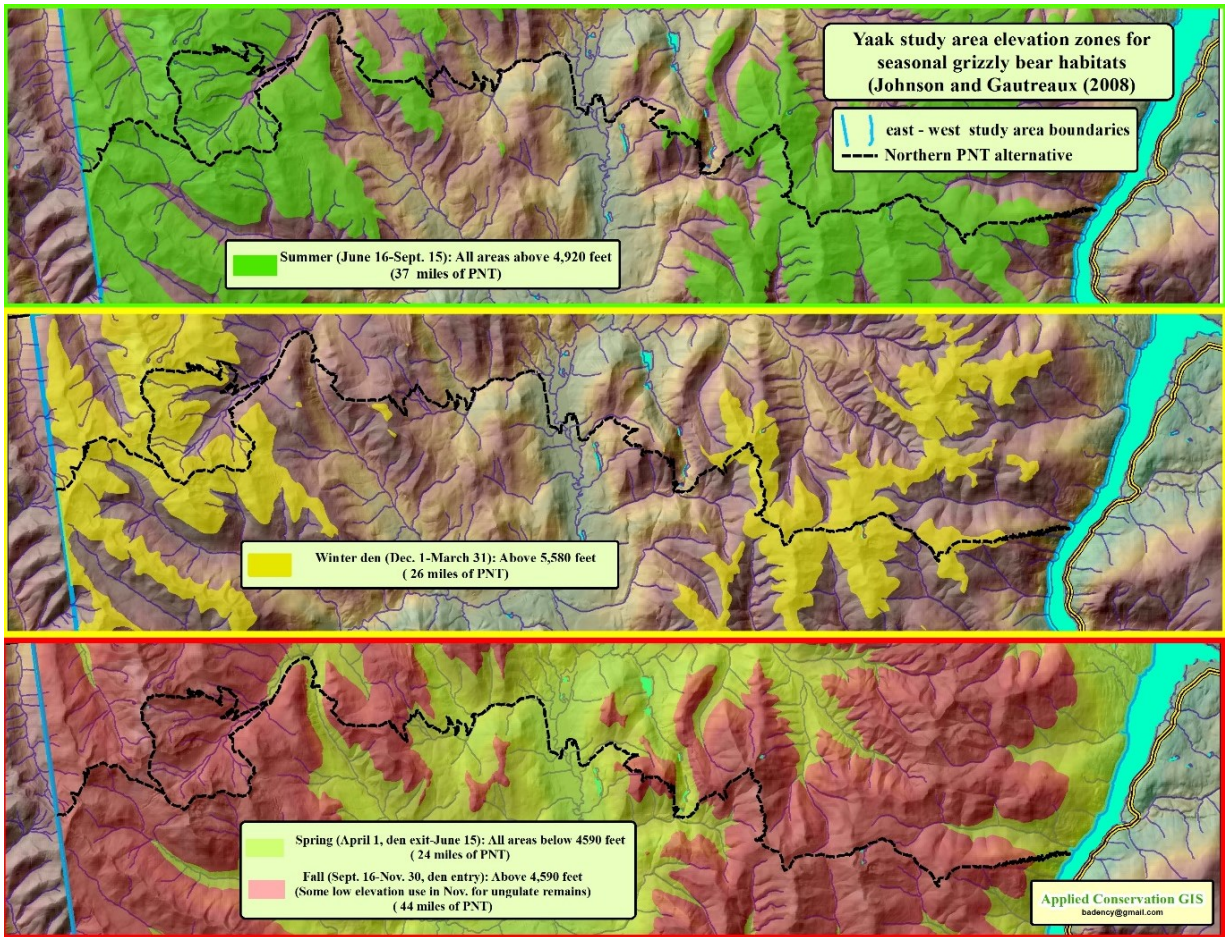 Yaak study area elevation zones for
seasonal grizzly bear habitats
(Johnson and Gautreaux (2008)
east - west study area boundaries
Northern PNT alternative
Summer (June 16-Sept. 15): All areas above 4,920 feet
(37 miles of PNT)
Winter den (Dec. 1-March 31): Above 5,580 feet
( 26 miles of PNT)
Spring (April 1, den exit-June 15): All areas below 4590 feet
( 24 miles of PNT)
Fall (Sept. 16-Nov. 30, den entry): Above 4,590 feet
(Some low elevation use in Nov. for ungulate remains)
( 44 miles of PNT)
Applied Conservation GIS
badency@gmail.com